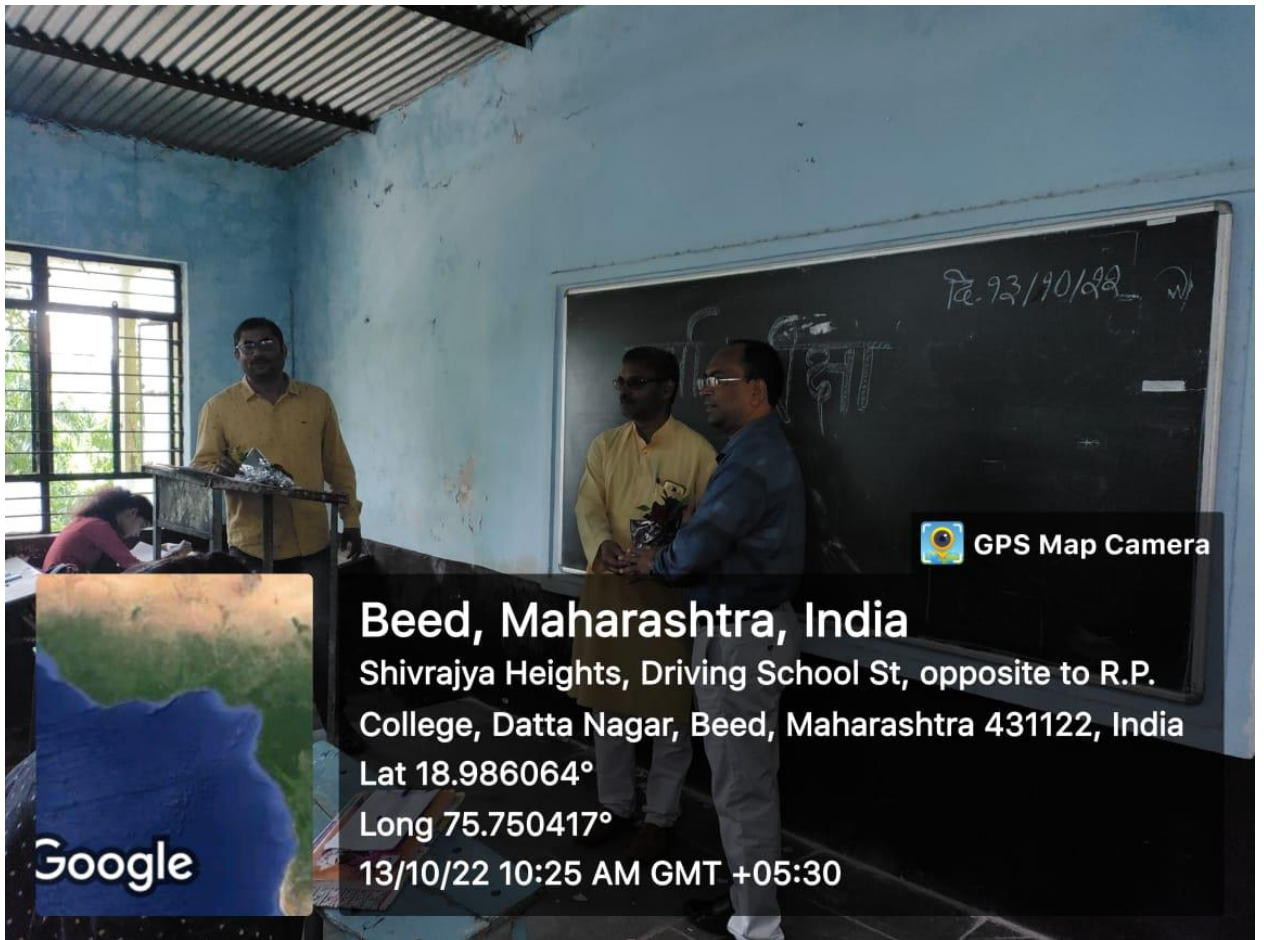 दि. १३/१०/२२
GPS Map Camera
Beed, Maharashtra, India
Shivrajya Heights, Driving School St, opposite to R.P.
College, Datta Nagar, Beed, Maharashtra 431122, India
Lat 18.986064°
Long 75.750417°
13/10/22 10:25 AM GMT +05:30
Google